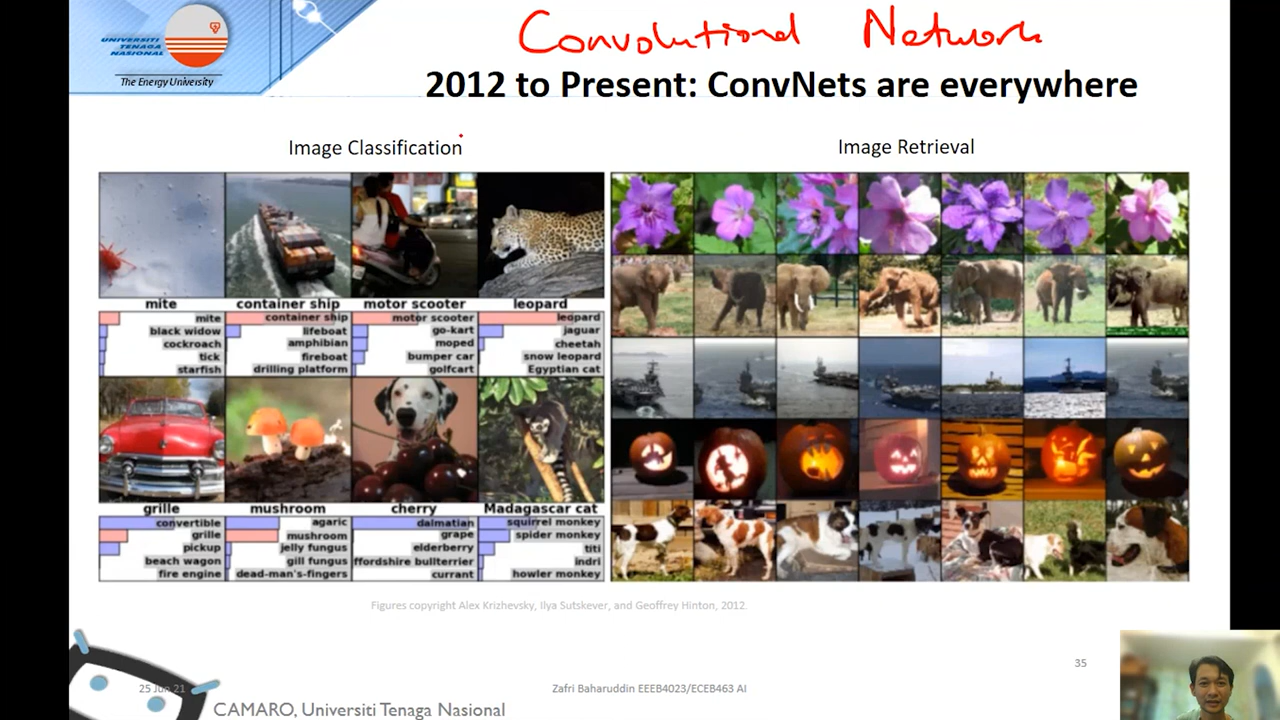 UNIVERSITI
TENAGA
NASIONAL
The Energy University
Convolutional Network
2012 to Present: ConvNets are everywhere
Image Classification
Image Retrieval
mite
container ship
motor scooter
leopard
mite
black widow
cockroach
tick
starfish
container ship
lifeboat
amphibian
fireboat
drilling platform
motor scooter
go-kart
moped
bumper car
golfcart
leopard
jaguar
cheetah
snow leopard
Egyptian cat
grille
mushroom
cherry
Madagascar cat
convertible
grille
pickup
beach wagon
fire engine
agaric
mushroom
jelly fungus
gill fungus
dead-man's-fingers
dalmatian
grape
elderberry
ffordshire bullterrier
currant
squirrel monkey
spider monkey
titi
indri
howler monkey
Figures copyright Alex Krizhevsky, Ilya Sutskever, and Geoffrey Hinton, 2012.
35
25 Jun 21
Zafri Baharuddin EEEB4023/ECEB463 AI
CAMARO, Universiti Tenaga Nasional